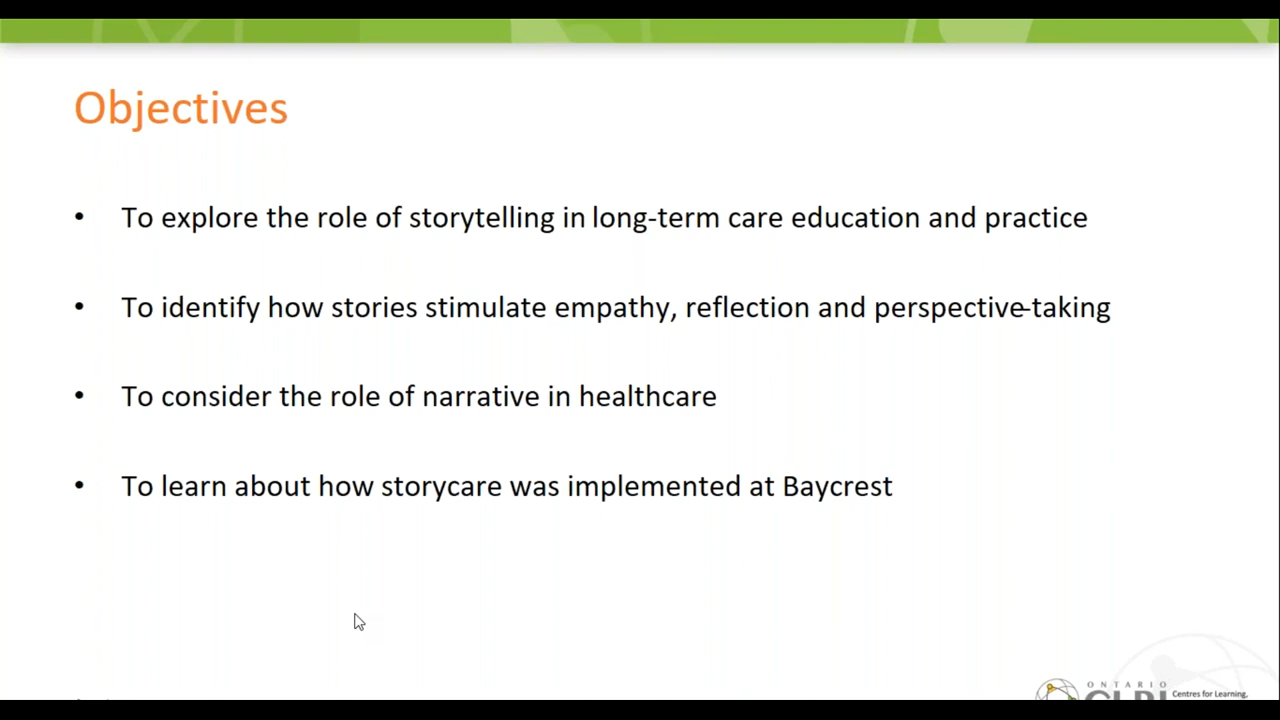 Objectives
• To explore the role of storytelling in long-term care education and practice
• To identify how stories stimulate empathy, reflection and perspective-taking
• To consider the role of narrative in healthcare
• To learn about how storycare was implemented at Baycrest
ONTARIO
CLRI Centres for Learning,